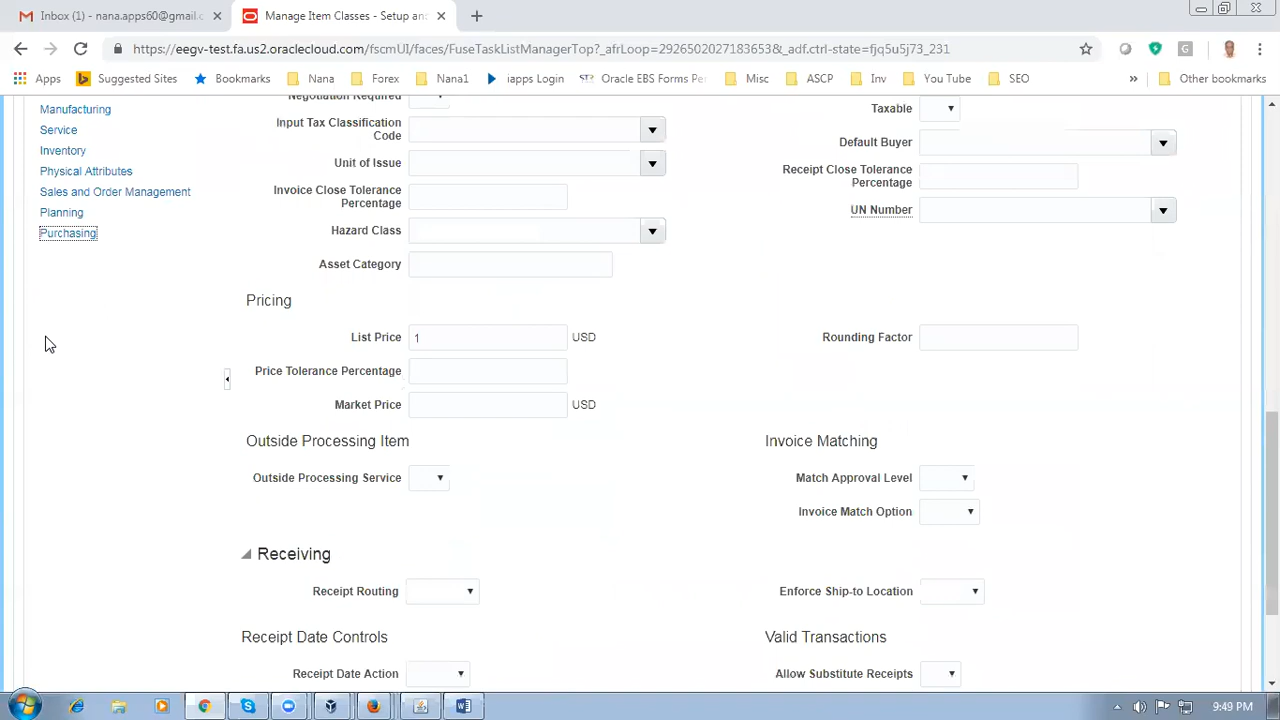 Inbox (1) - nana.apps60@gmail.c
Manage Item Classes - Setup and
https://eegv-test.fa.us2.oraclecloud.com/fscmUI/faces/FuseTaskListManagerTop?_afrLoop=2926502027183653&_adf.ctrl-state=fjq5u5j73_231
Apps Suggested Sites Bookmarks Nana Forex Nana1 iapps Login Oracle EBS Forms Pe Misc ASCP Inv You Tube SEO » Other bookmarks
Manufacturing
Service
Inventory
Physical Attributes
Sales and Order Management
Planning
Purchasing
Negotiation Required
Taxable
Input Tax Classification
Code
Default Buyer
Unit of Issue
Receipt Close Tolerance
Percentage
Invoice Close Tolerance
Percentage
UN Number
Hazard Class
Asset Category
Pricing
List Price 1 USD
Rounding Factor
Price Tolerance Percentage
Market Price USD
Outside Processing Item
Invoice Matching
Outside Processing Service
Match Approval Level
Invoice Match Option
Receiving
Receipt Routing
Enforce Ship-to Location
Receipt Date Controls
Valid Transactions
Receipt Date Action
Allow Substitute Receipts
9:49 PM